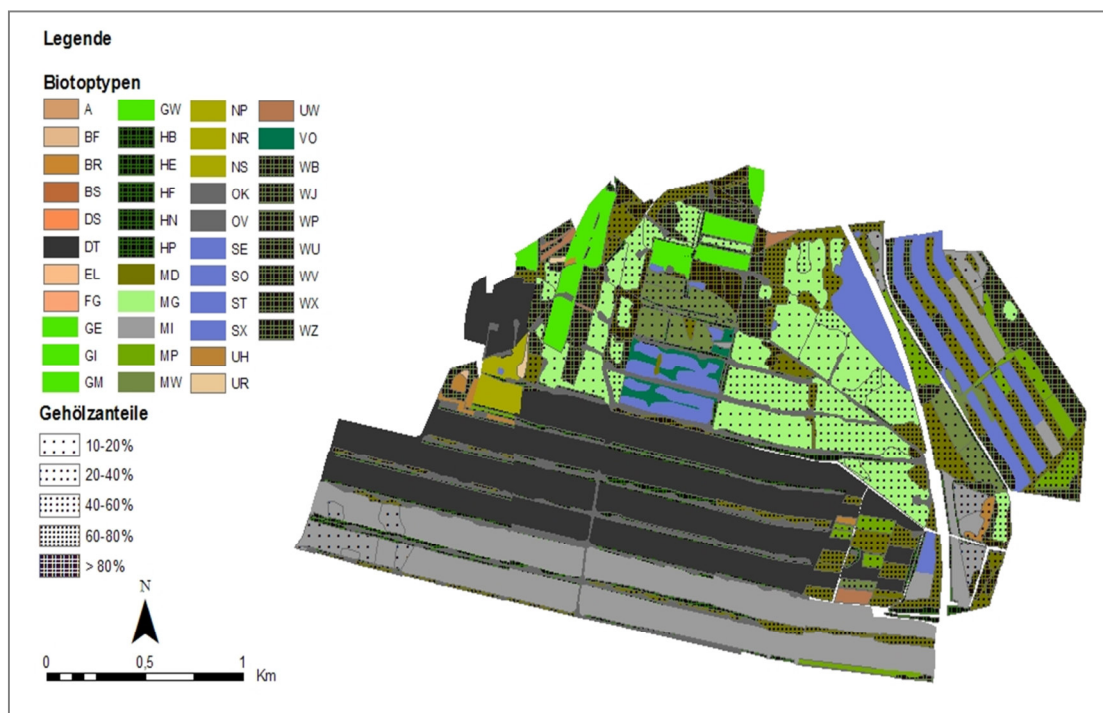 Legende
Biotoptypen
A
BF
BR
BS
DS
DT
EL
FG
GE
GI
GM
GW
HB
HE
HF
HN
HP
MD
MG
MI
MP
MW
NP
NR
NS
OK
OV
SE
SO
ST
SX
UH
UR
UW
VO
WB
WJ
WP
WU
WV
WX
WZ
Gehölzanteile
10-20%
20-40%
40-60%
60-80%
> 80%
N
0 0,5 1
Km